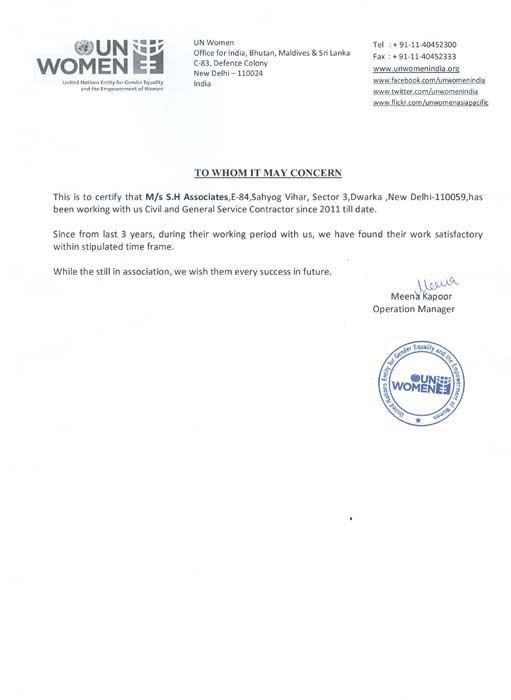 UN
WOMEN
United Nations Entity for Gender Equality
and the Empowerment of Women
UN Women
Office for India, Bhutan, Maldives & Sri Lanka
C-83, Defence Colony
New Delhi – 110024
India
Tel : + 91-11-40452300
Fax : + 91-11-40452333
www.unwomenindia.org
www.facebook.com/unwomenindia
www.twitter.com/unwomenindia
www.flickr.com/unwomenasiapacific
TO WHOM IT MAY CONCERN
This is to certify that M/s S.H Associates,E-84,Sahyog Vihar, Sector 3,Dwarka ,New Delhi-110059,has
been working with us Civil and General Service Contractor since 2011 till date.
Since from last 3 years, during their working period with us, we have found their work satisfactory
within stipulated time frame.
While the still in association, we wish them every success in future.
Meena
Meena Kapoor
Operation Manager
United Nations Entity for Gender Equality and the Empowerment of Women
UN
WOMEN